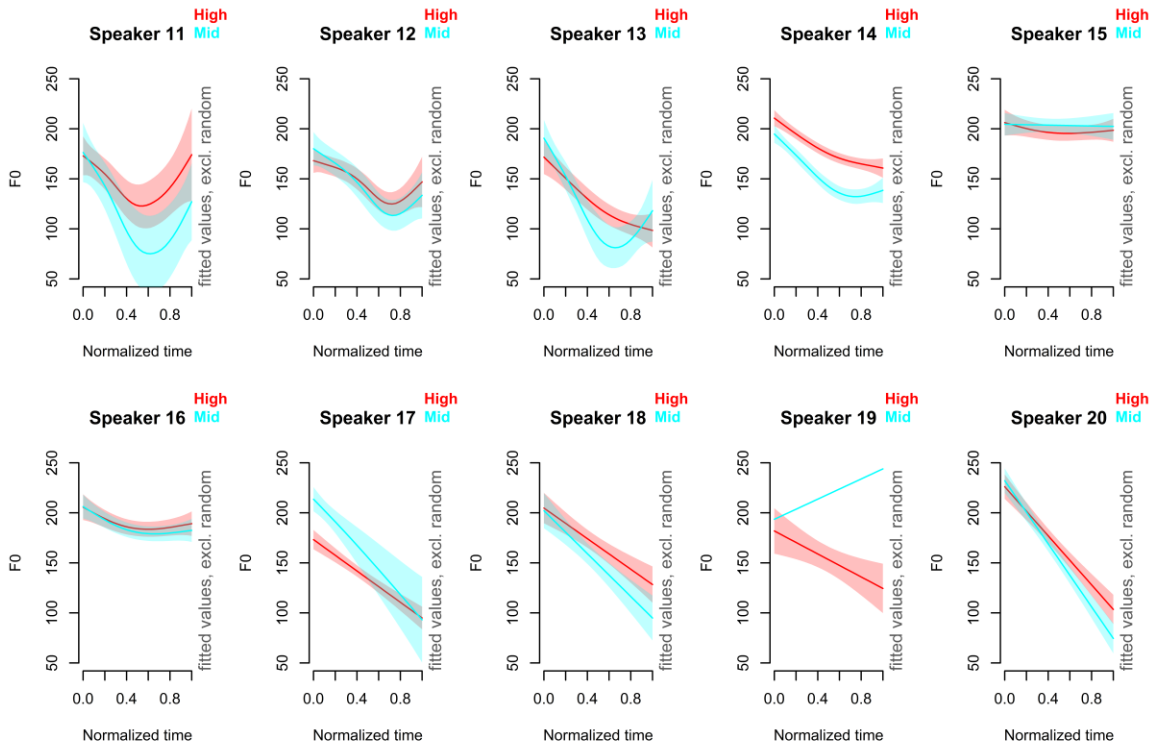 High
Speaker 11 Mid
250
200
150
100
50
F0
fitted values, excl. random
0.0 0.4 0.8
Normalized time
High
Speaker 12 Mid
250
200
150
100
50
F0
fitted values, excl. random
0.0 0.4 0.8
Normalized time
High
Speaker 13 Mid
250
200
150
100
50
F0
fitted values, excl. random
0.0 0.4 0.8
Normalized time
High
Speaker 14 Mid
250
200
150
100
50
F0
fitted values, excl. random
0.0 0.4 0.8
Normalized time
High
Speaker 15 Mid
250
200
150
100
50
F0
fitted values, excl. random
0.0 0.4 0.8
Normalized time
High
Speaker 16 Mid
250
200
150
100
50
F0
fitted values, excl. random
0.0 0.4 0.8
Normalized time
High
Speaker 17 Mid
250
200
150
100
50
F0
fitted values, excl. random
0.0 0.4 0.8
Normalized time
High
Speaker 18 Mid
250
200
150
100
50
F0
fitted values, excl. random
0.0 0.4 0.8
Normalized time
High
Speaker 19 Mid
250
200
150
100
50
F0
fitted values, excl. random
0.0 0.4 0.8
Normalized time
High
Speaker 20 Mid
250
200
150
100
50
F0
fitted values, excl. random
0.0 0.4 0.8
Normalized time